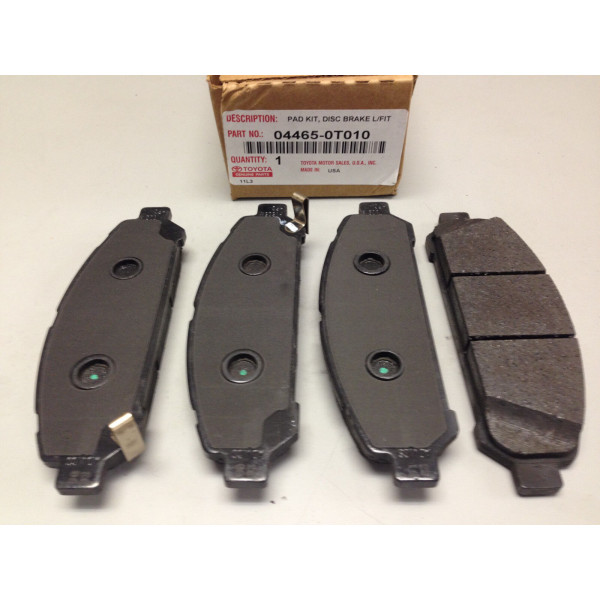 DESCRIPTION: PAD KIT, DISC BRAKE L/FIT
PART NO.: 04465-0T010
QUANTITY: 1 TOYOTA MOTOR SALES, U.S.A., INC.
TOYOTA MADE IN: USA
GENUINE PARTS
11L2